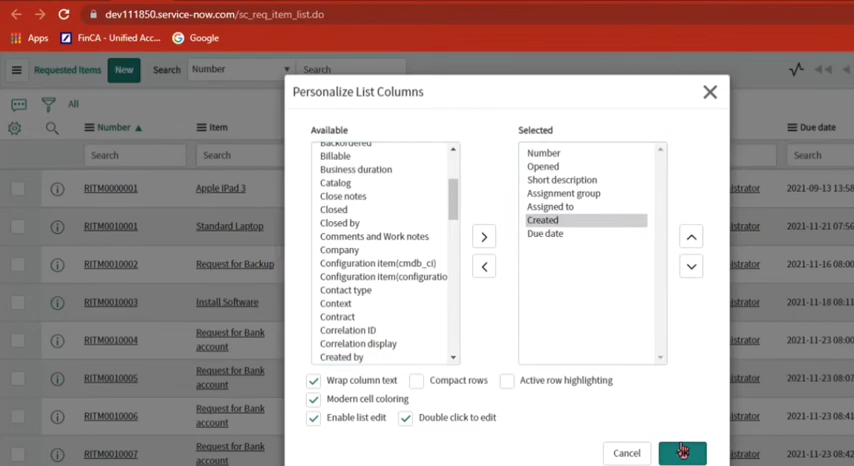 dev111850.service-now.com/sc_req_item_list.do
Apps FinCA - Unified Acc... Google
Requested Items New Search Number Search
All
Number Item Due date
Search Search Search
RITM0000001 Apple iPad 3 istrator 2021-09-13 13:58
RITM0010001 Standard Laptop istrator 2021-11-21 07:56
RITM0010002 Request for Backup istrator 2021-11-16 08:00
RITM0010003 Install Software istrator 2021-11-18 08:11
RITM0010004 Request for Bank account istrator 2021-11-23 08:00
RITM0010005 Request for Bank account istrator 2021-11-23 08:07
RITM0010006 Request for Bank account istrator 2021-11-23 08:41
RITM0010007 Request for Bank istrator 2021-11-23 08:42
Personalize List Columns
Available
Backordered
Billable
Business duration
Catalog
Close notes
Closed
Closed by
Comments and Work notes
Company
Configuration item(cmdb_ci)
Configuration item(configuratio
Contact type
Context
Contract
Correlation ID
Correlation display
Created by
Selected
Number
Opened
Short description
Assignment group
Assigned to
Created
Due date
Wrap column text Compact rows Active row highlighting
Modern cell coloring
Enable list edit Double click to edit
Cancel